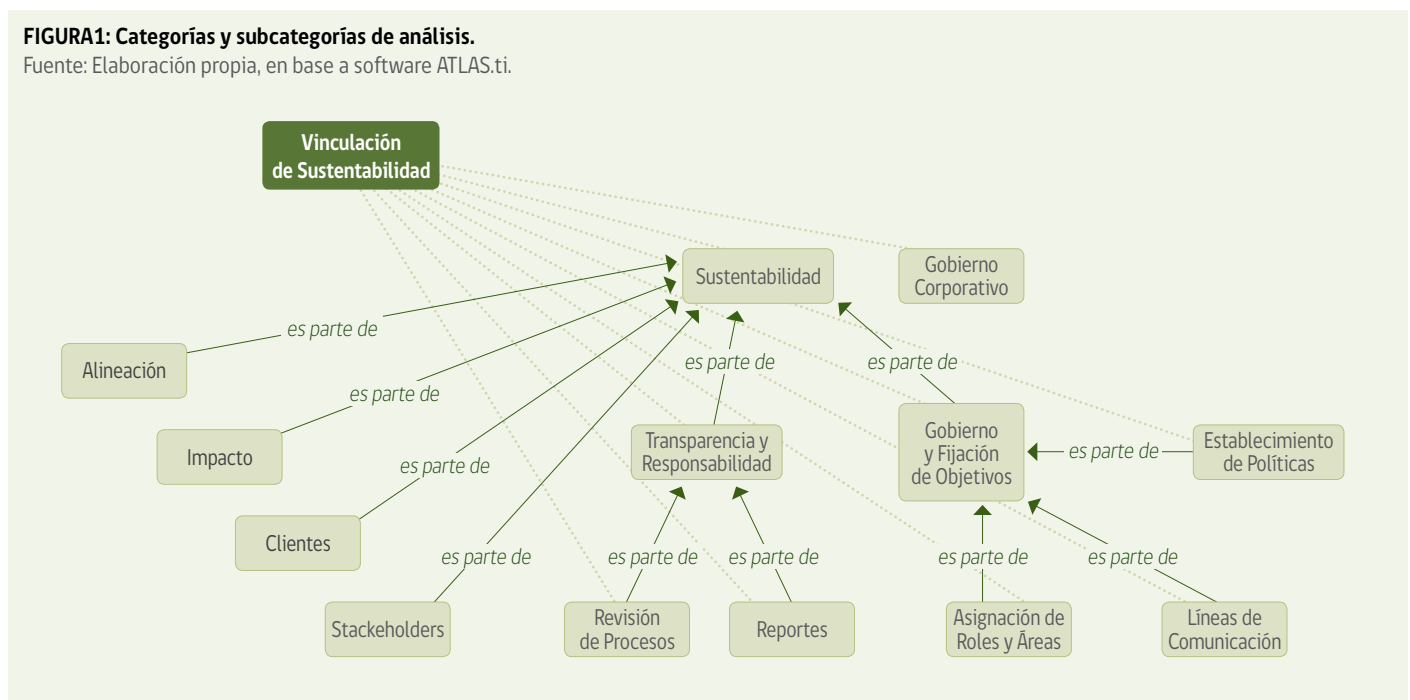 FIGURA1: Categorías y subcategorías de análisis.
Fuente: Elaboración propia, en base a software ATLAS.ti.
Vinculación
de Sustentabilidad
Sustentabilidad
Gobierno
Corporativo
es parte de
Alineación
es parte de
es parte de
es parte de
Impacto
es parte de
Transparencia y
Responsabilidad
Gobierno
y Fijación
de Objetivos
es parte de
Establecimiento
de Políticas
Clientes
es parte de
es parte de
es parte de
es parte de
es parte de
Stackeholders
Revisión
de Procesos
Reportes
Asignación de
Roles y Áreas
Líneas de
Comunicación